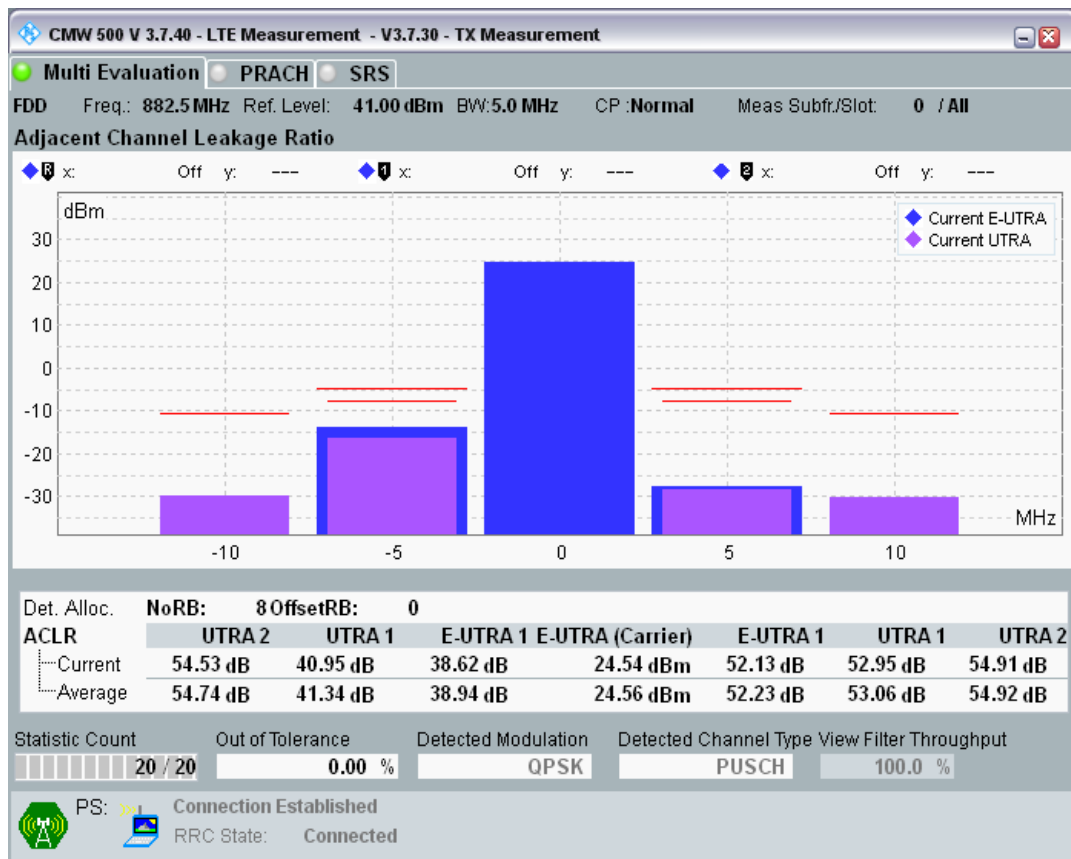 CMW 500 V 3.7.40 - LTE Measurement - V3.7.30 - TX Measurement
Multi Evaluation PRACH SRS
FDD Freq.: 882.5 MHz Ref. Level: 41.00 dBm BW: 5.0 MHz CP :Normal Meas Subfr./Slot: 0 / All
Adjacent Channel Leakage Ratio
R x: Off y: --- 1 x: Off y: --- 2 x: Off y: ---
dBm
Current E-UTRA
Current UTRA
30
20
10
0
-10
-20
-30
MHz
-10 -5 0 5 10
Det. Alloc. NoRB: 8 OffsetRB: 0
ACLR UTRA 2 UTRA 1 E-UTRA 1 E-UTRA (Carrier) E-UTRA 1 UTRA 1 UTRA 2
Current 54.53 dB 40.95 dB 38.62 dB 24.54 dBm 52.13 dB 52.95 dB 54.91 dB
Average 54.74 dB 41.34 dB 38.94 dB 24.56 dBm 52.23 dB 53.06 dB 54.92 dB
Statistic Count Out of Tolerance Detected Modulation Detected Channel Type View Filter Throughput
20 / 20 0.00 % QPSK PUSCH 100.0 %
PS: Connection Established
RRC State: Connected